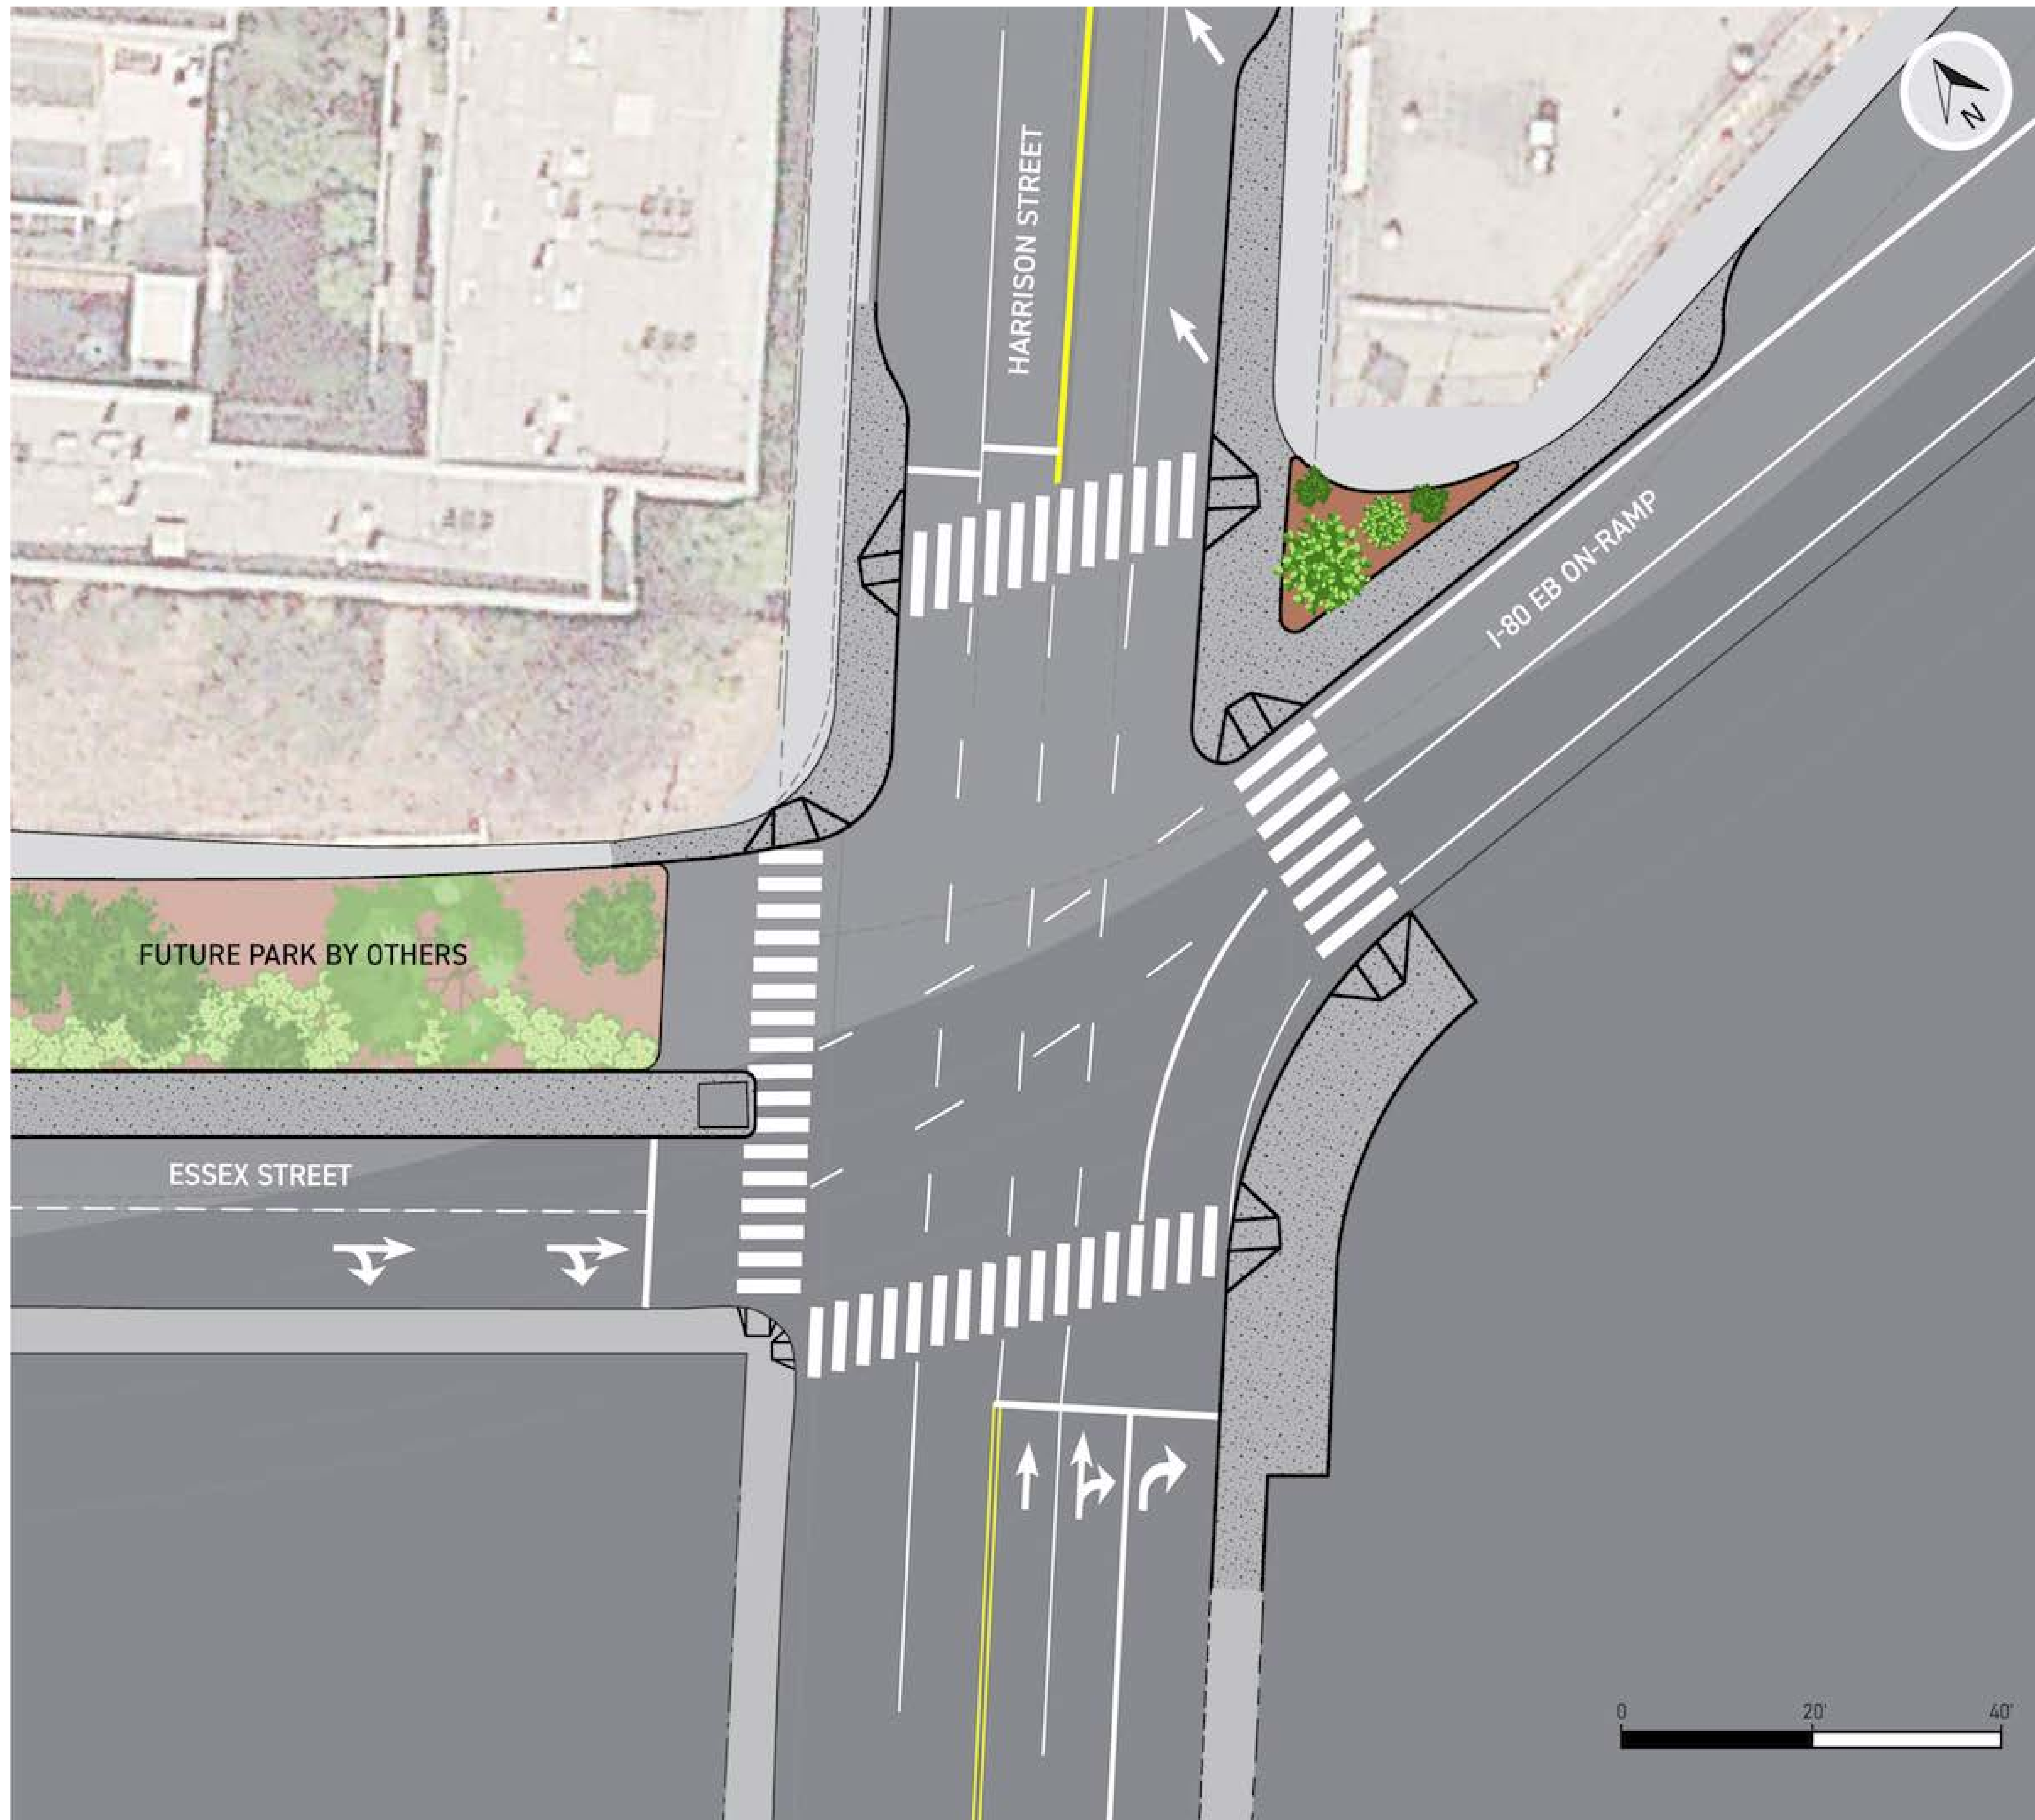 N
HARRISON STREET
I-80 EB ON-RAMP
FUTURE PARK BY OTHERS
ESSEX STREET
0 20' 40'